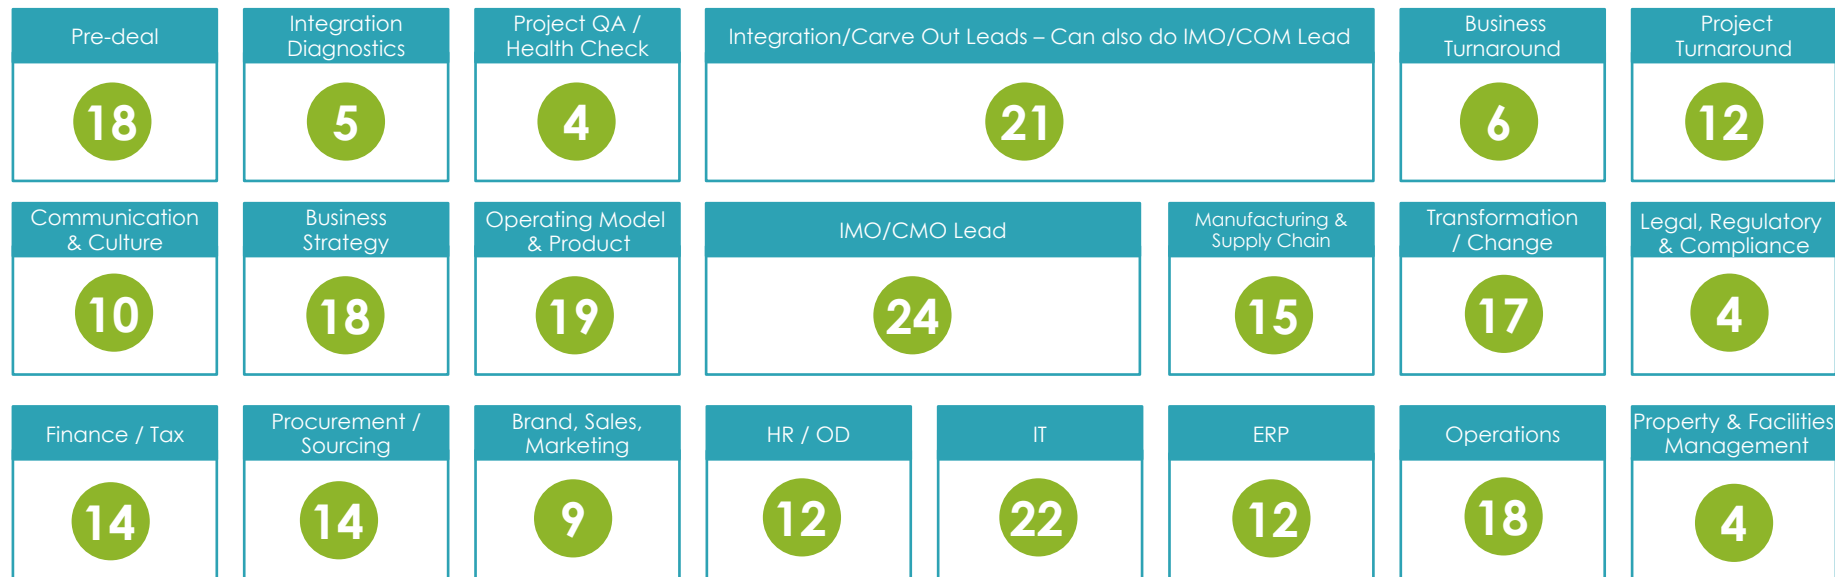 Pre-deal
18
Integration
Diagnostics
5
Project QA /
Health Check
4
Integration/Carve Out Leads – Can also do IMO/COM Lead
21
Business
Turnaround
6
Project
Turnaround
12
Communication
& Culture
10
Business
Strategy
18
Operating Model
& Product
19
IMO/CMO Lead
24
Manufacturing &
Supply Chain
15
Transformation
/ Change
17
Legal, Regulatory
& Compliance
4
Finance / Tax
14
Procurement /
Sourcing
14
Brand, Sales,
Marketing
9
HR / OD
12
IT
22
ERP
12
Operations
18
Property & Facilities
Management
4